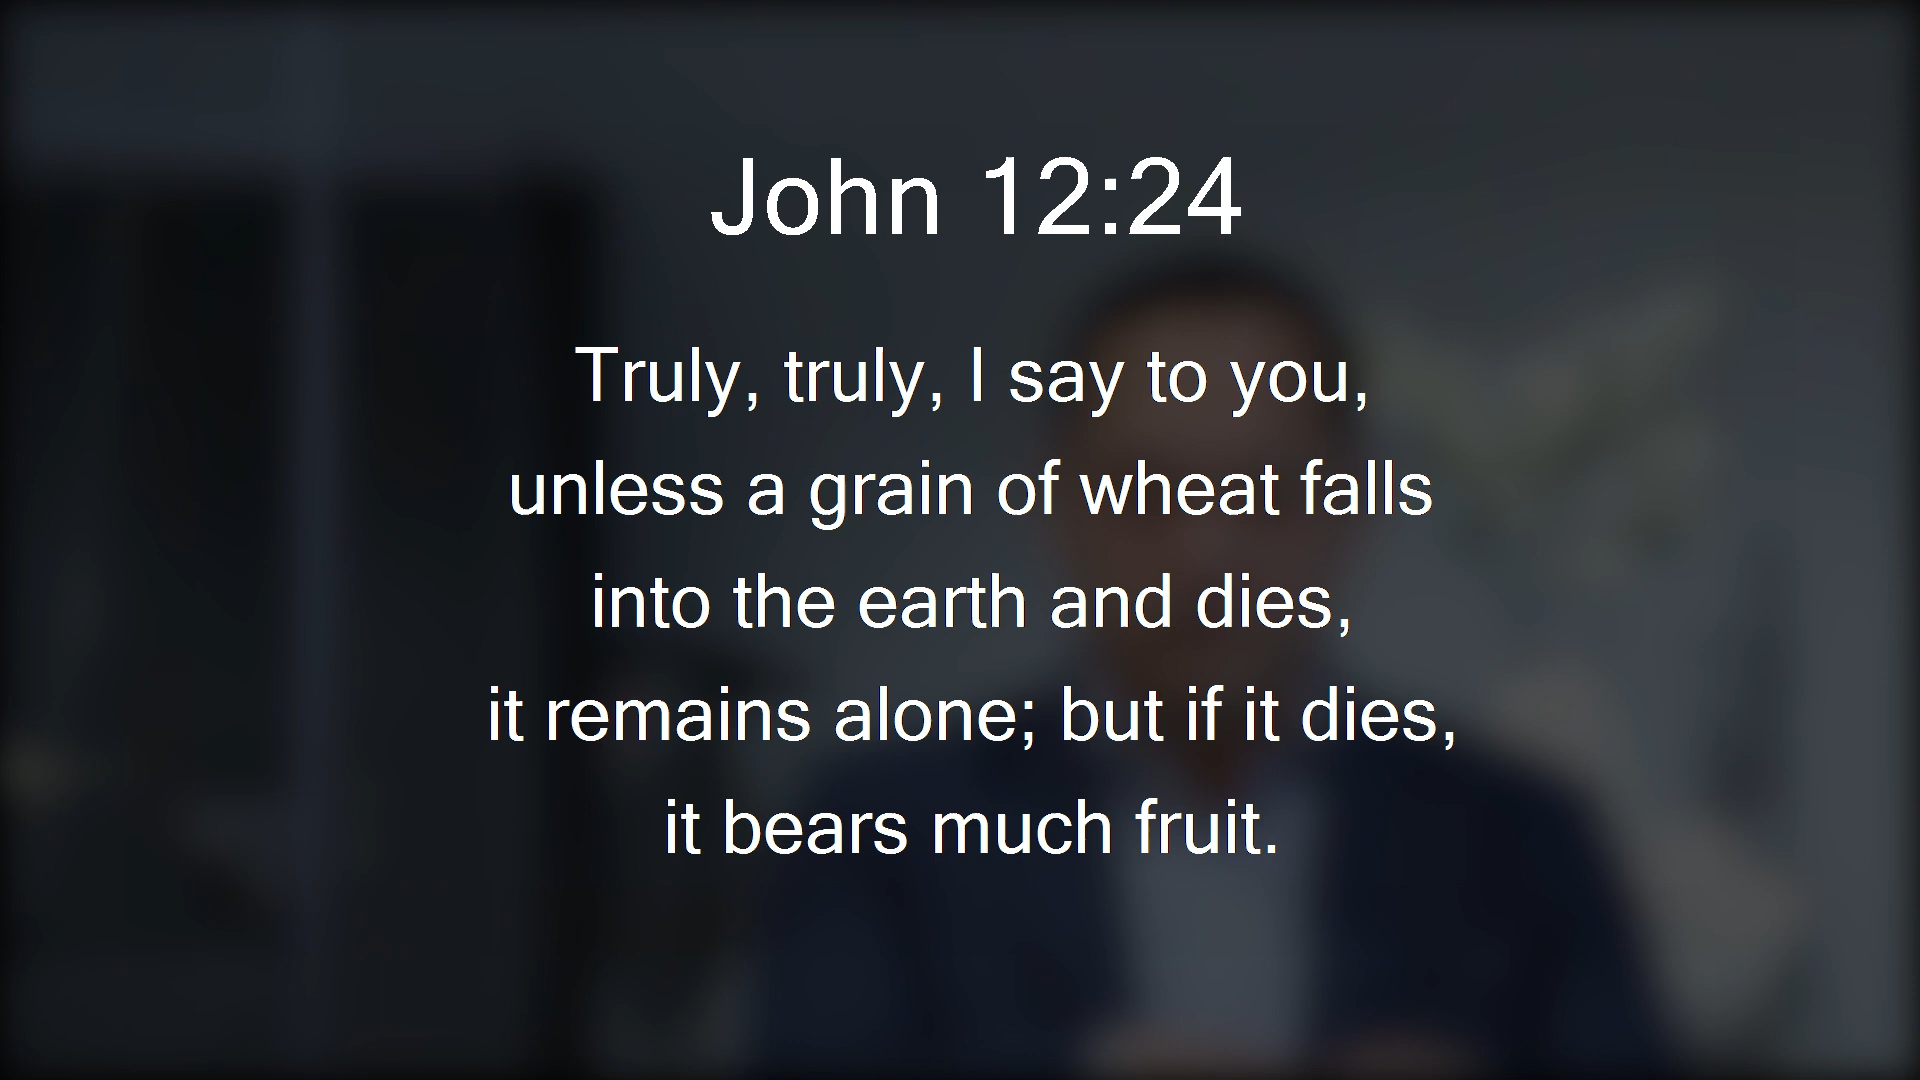 John 12:24
Truly, truly, I say to you,
unless a grain of wheat falls
into the earth and dies,
it remains alone; but if it dies,
it bears much fruit.